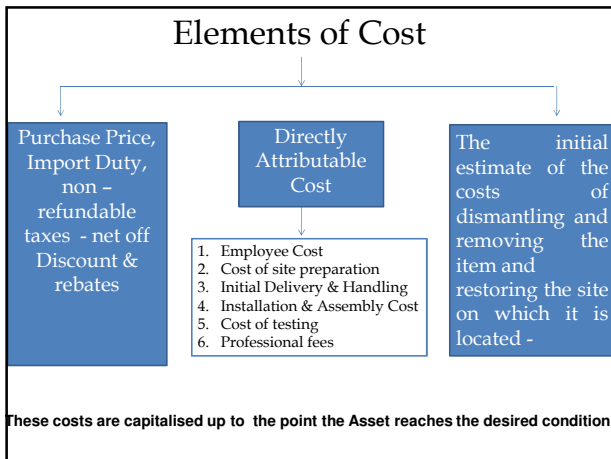 Elements of Cost
Purchase Price,
Import Duty,
non –
refundable
taxes - net off
Discount &
rebates
Directly
Attributable
Cost
1. Employee Cost
2. Cost of site preparation
3. Initial Delivery & Handling
4. Installation & Assembly Cost
5. Cost of testing
6. Professional fees
The initial
estimate of the
costs of
dismantling and
removing the
item and
restoring the site
on which it is
located -
These costs are capitalised up to the point the Asset reaches the desired condition